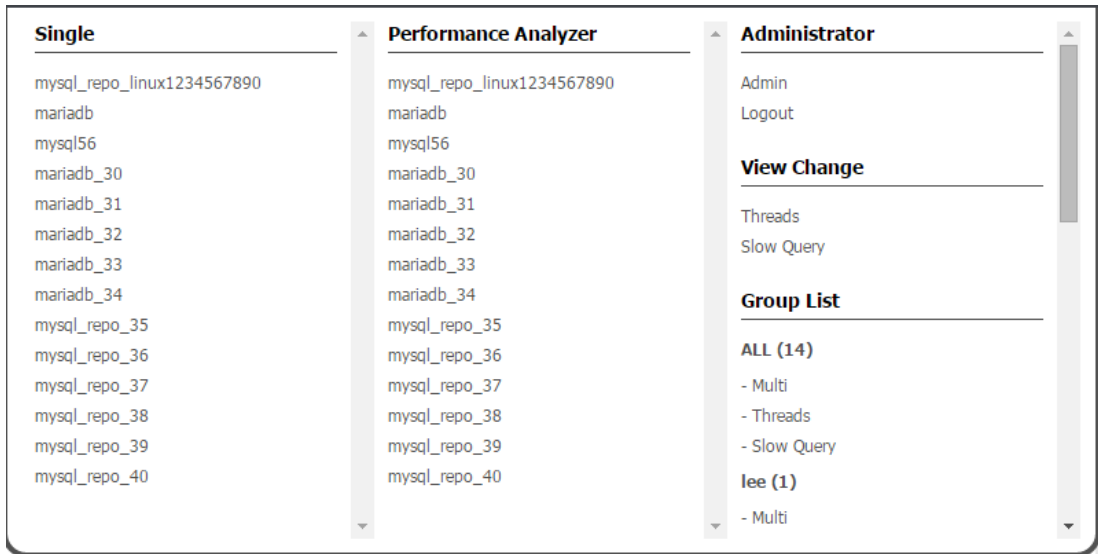 Single
mysql_repo_linux1234567890
mariadb
mysql56
mariadb_30
mariadb_31
mariadb_32
mariadb_33
mariadb_34
mysql_repo_35
mysql_repo_36
mysql_repo_37
mysql_repo_38
mysql_repo_39
mysql_repo_40
Performance Analyzer
mysql_repo_linux1234567890
mariadb
mysql56
mariadb_30
mariadb_31
mariadb_32
mariadb_33
mariadb_34
mysql_repo_35
mysql_repo_36
mysql_repo_37
mysql_repo_38
mysql_repo_39
mysql_repo_40
Administrator
Admin
Logout
View Change
Threads
Slow Query
Group List
ALL (14)
- Multi
- Threads
- Slow Query
lee (1)
- Multi